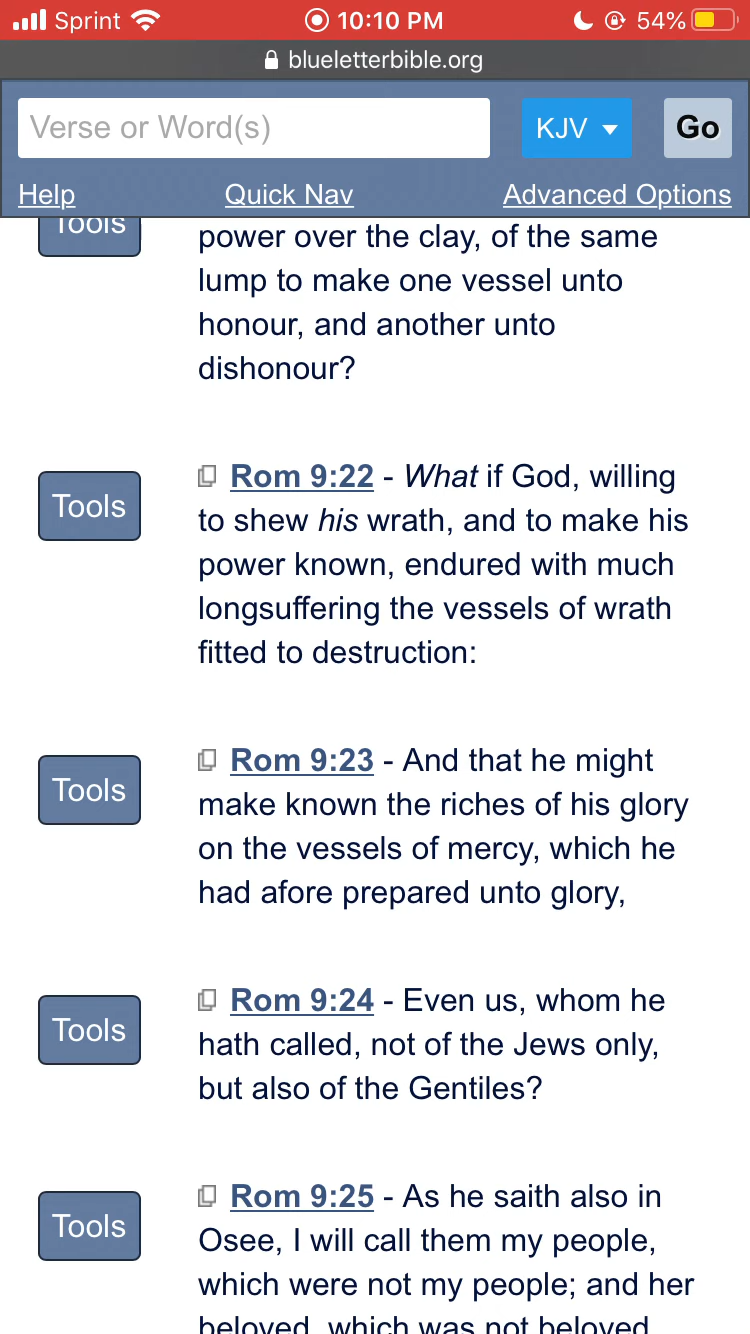 Sprint 10:10 PM 54%
blueletterbible.org
Verse or Word(s) KJV Go
Help Quick Nav Advanced Options
Tools power over the clay, of the same
lump to make one vessel unto
honour, and another unto
dishonour?
Rom 9:22 - What if God, willing
Tools to shew his wrath, and to make his
power known, endured with much
longsuffering the vessels of wrath
fitted to destruction:
Rom 9:23 - And that he might
Tools make known the riches of his glory
on the vessels of mercy, which he
had afore prepared unto glory,
Rom 9:24 - Even us, whom he
Tools hath called, not of the Jews only,
but also of the Gentiles?
Rom 9:25 - As he saith also in
Tools Osee, I will call them my people,
which were not my people; and her
beloved, which was not beloved